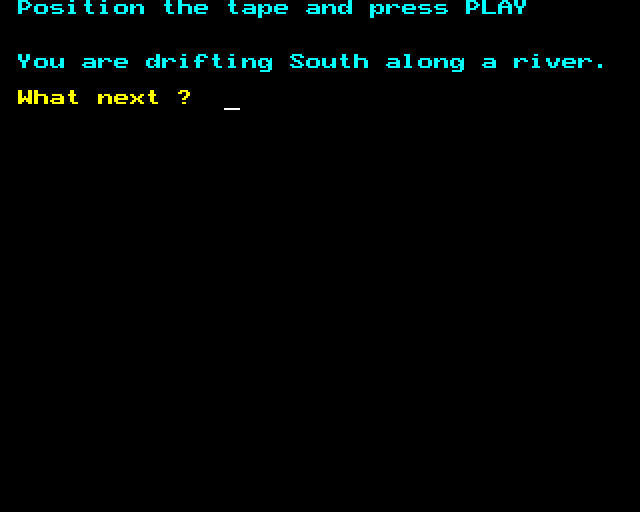 Position the tape and press PLAY
You are drifting South along a river.
What next ? _